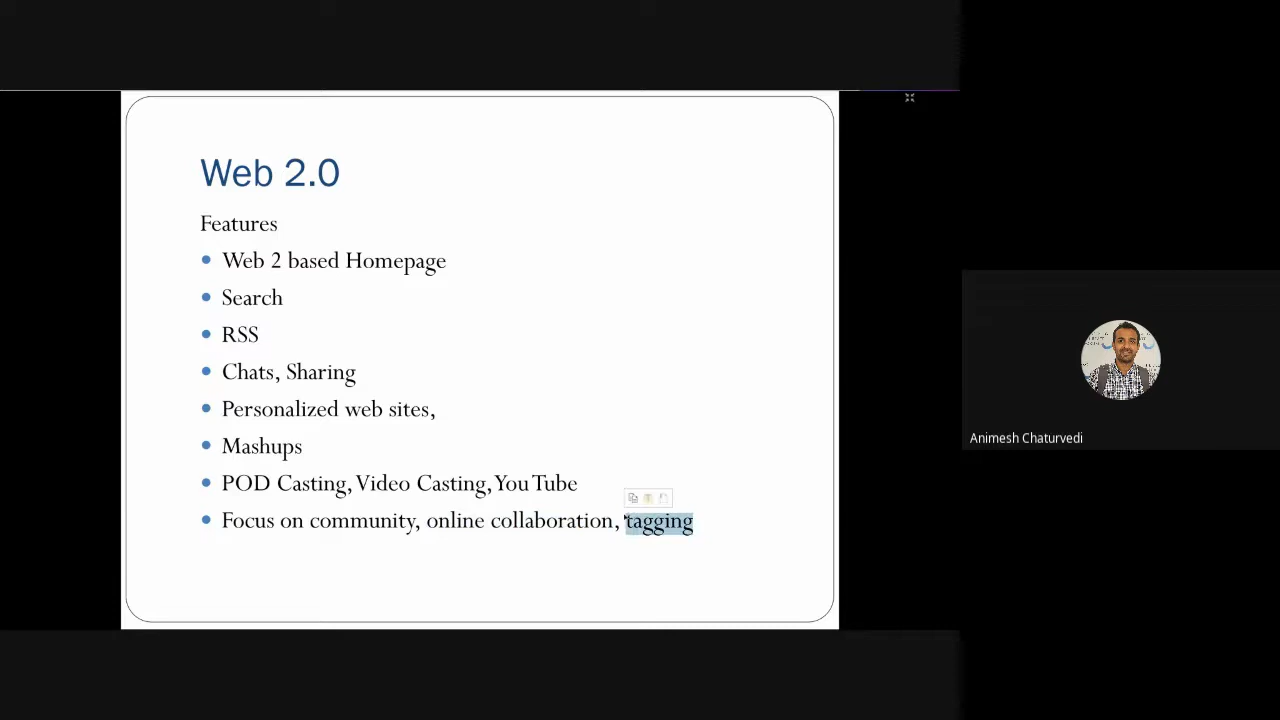 Web 2.0
Features
Web 2 based Homepage
Search
RSS
Chats, Sharing
Personalized web sites,
Mashups
POD Casting, Video Casting, You Tube
Focus on community, online collaboration, tagging
Animesh Chaturvedi